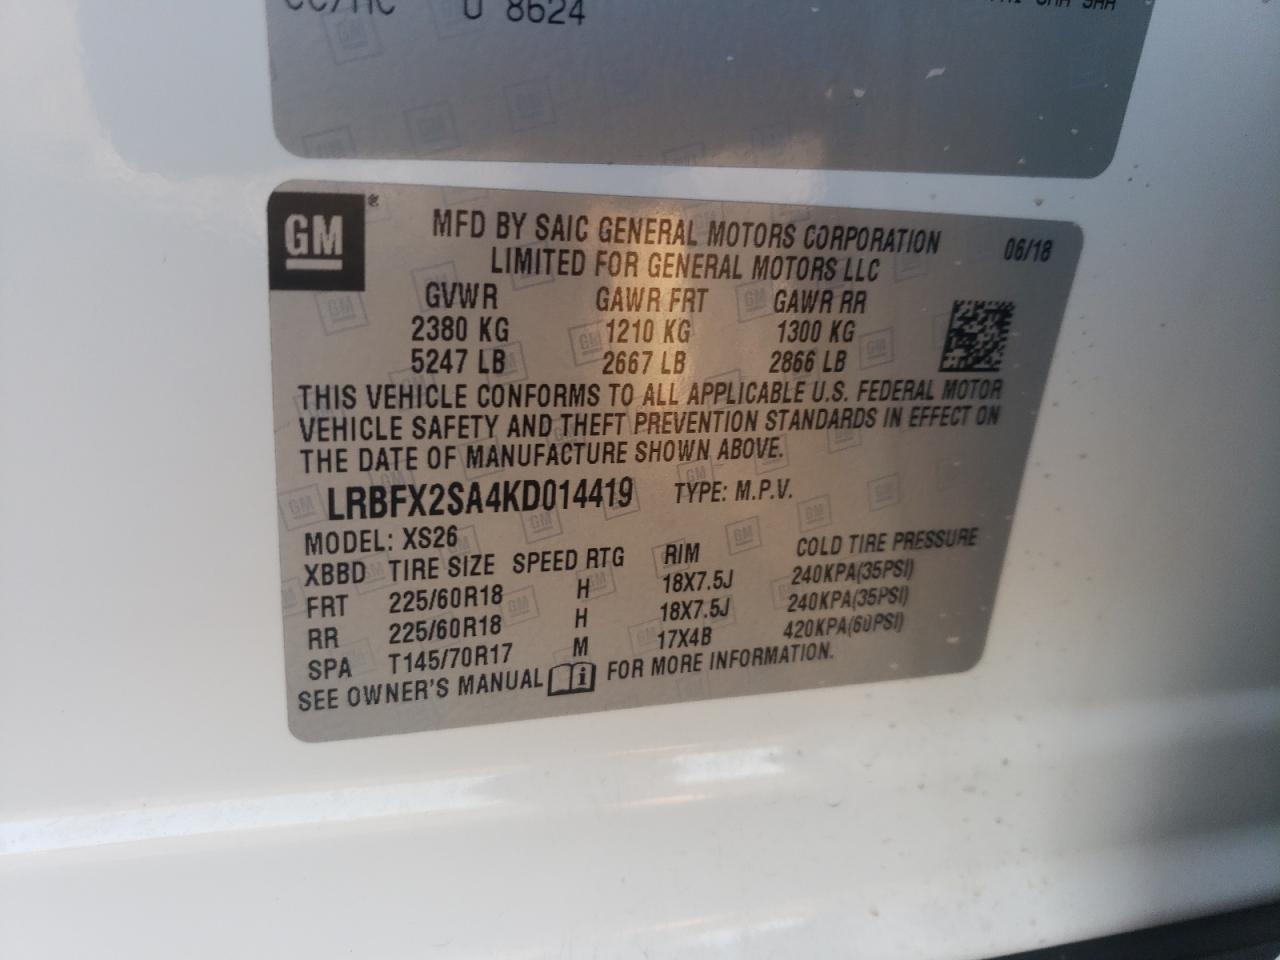 8624
GM ®
MFD BY SAIC GENERAL MOTORS CORPORATION 06/18
LIMITED FOR GENERAL MOTORS LLC
GVWR GAWR FRT GAWR RR
2380 KG 1210 KG 1300 KG
5247 LB 2667 LB 2866 LB
THIS VEHICLE CONFORMS TO ALL APPLICABLE U.S. FEDERAL MOTOR
VEHICLE SAFETY AND THEFT PREVENTION STANDARDS IN EFFECT ON
THE DATE OF MANUFACTURE SHOWN ABOVE.
LRBFX2SA4KD014419 TYPE: M.P.V.
MODEL: XS26
XBBD TIRE SIZE SPEED RTG RIM COLD TIRE PRESSURE
FRT 225/60R18 H 18X7.5J 240KPA(35PSI)
RR 225/60R18 H 18X7.5J 240KPA(35PSI)
SPA T145/70R17 M 17X4B 420KPA(60PSI)
SEE OWNER'S MANUAL i FOR MORE INFORMATION.